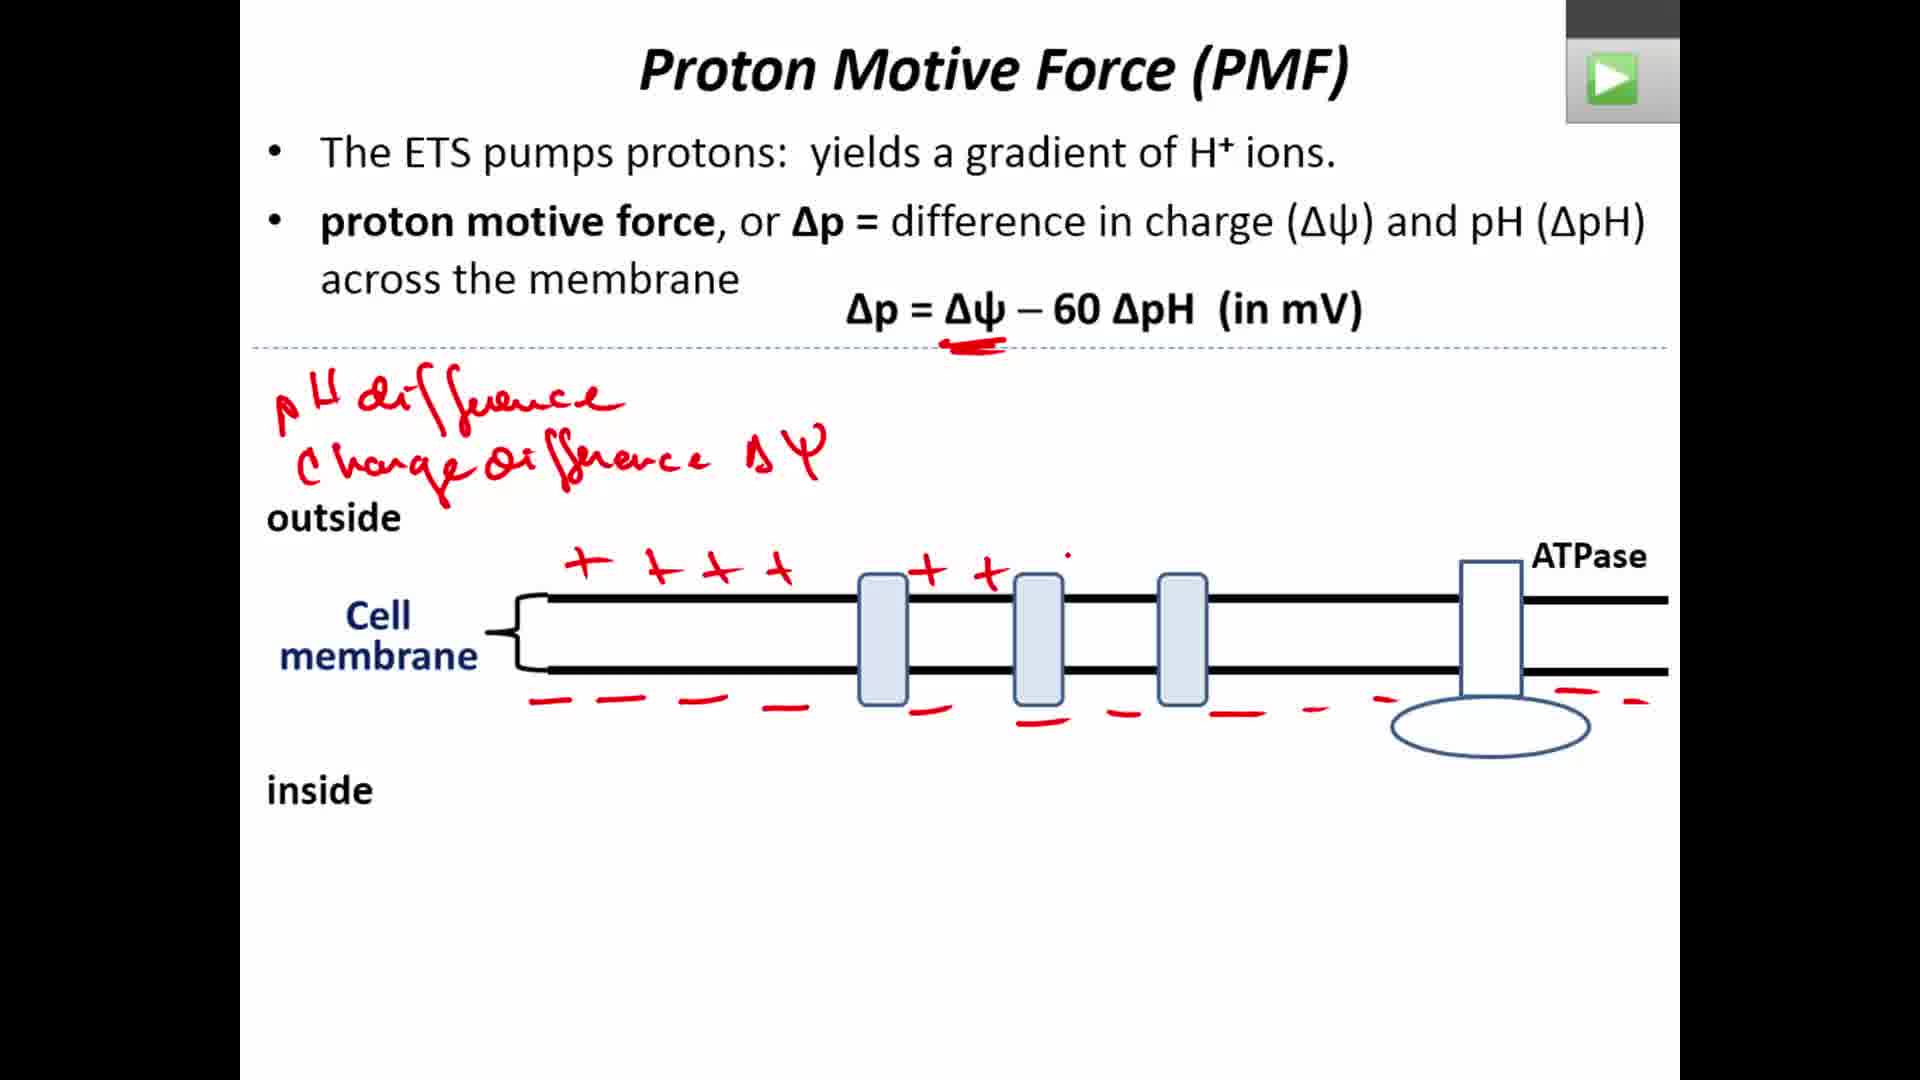 Proton Motive Force (PMF)
• The ETS pumps protons: yields a gradient of H⁺ ions.
• proton motive force, or Δp = difference in charge (Δψ) and pH (ΔpH)
across the membrane
Δp = Δψ – 60 ΔpH (in mV)
pH difference
Charge difference Δψ
outside
+ + + + + +
ATPase
Cell
membrane
– – – – – – – – – – – –
inside